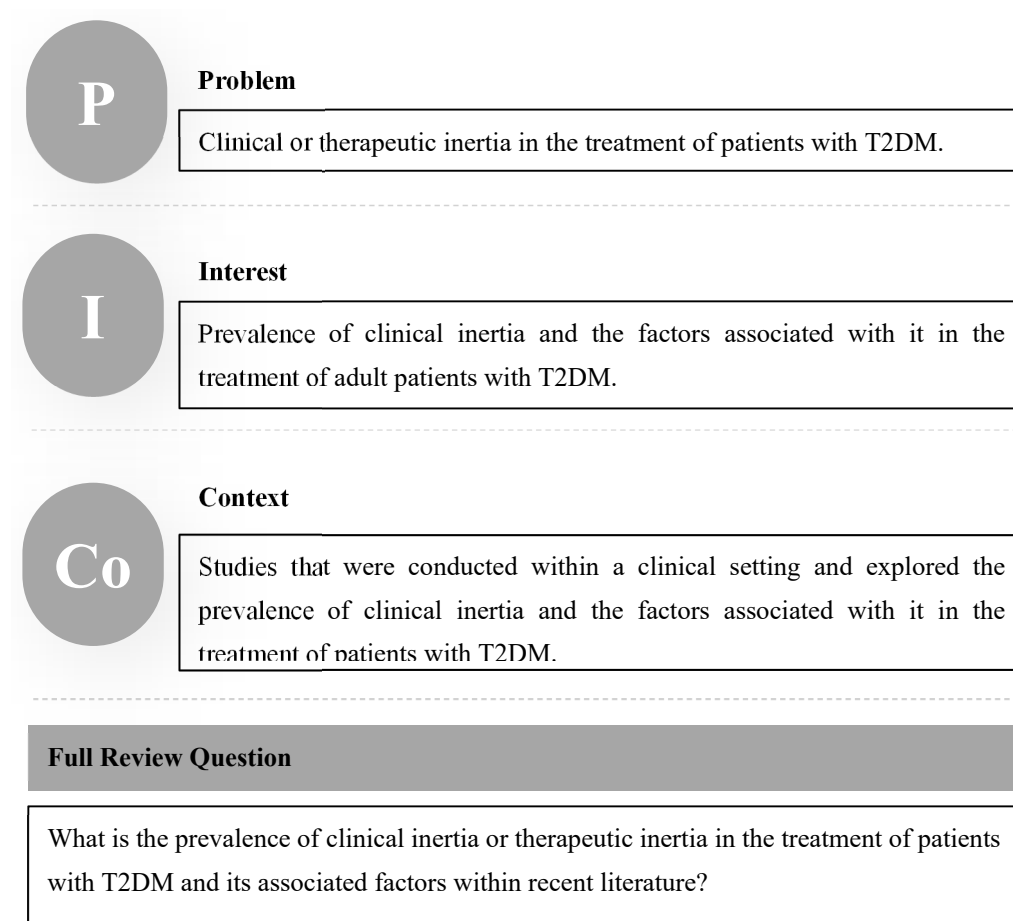 P
Problem
Clinical or therapeutic inertia in the treatment of patients with T2DM.
I
Interest
Prevalence of clinical inertia and the factors associated with it in the
treatment of adult patients with T2DM.
Co
Context
Studies that were conducted within a clinical setting and explored the
prevalence of clinical inertia and the factors associated with it in the
treatment of patients with T2DM.
Full Review Question
What is the prevalence of clinical inertia or therapeutic inertia in the treatment of patients
with T2DM and its associated factors within recent literature?